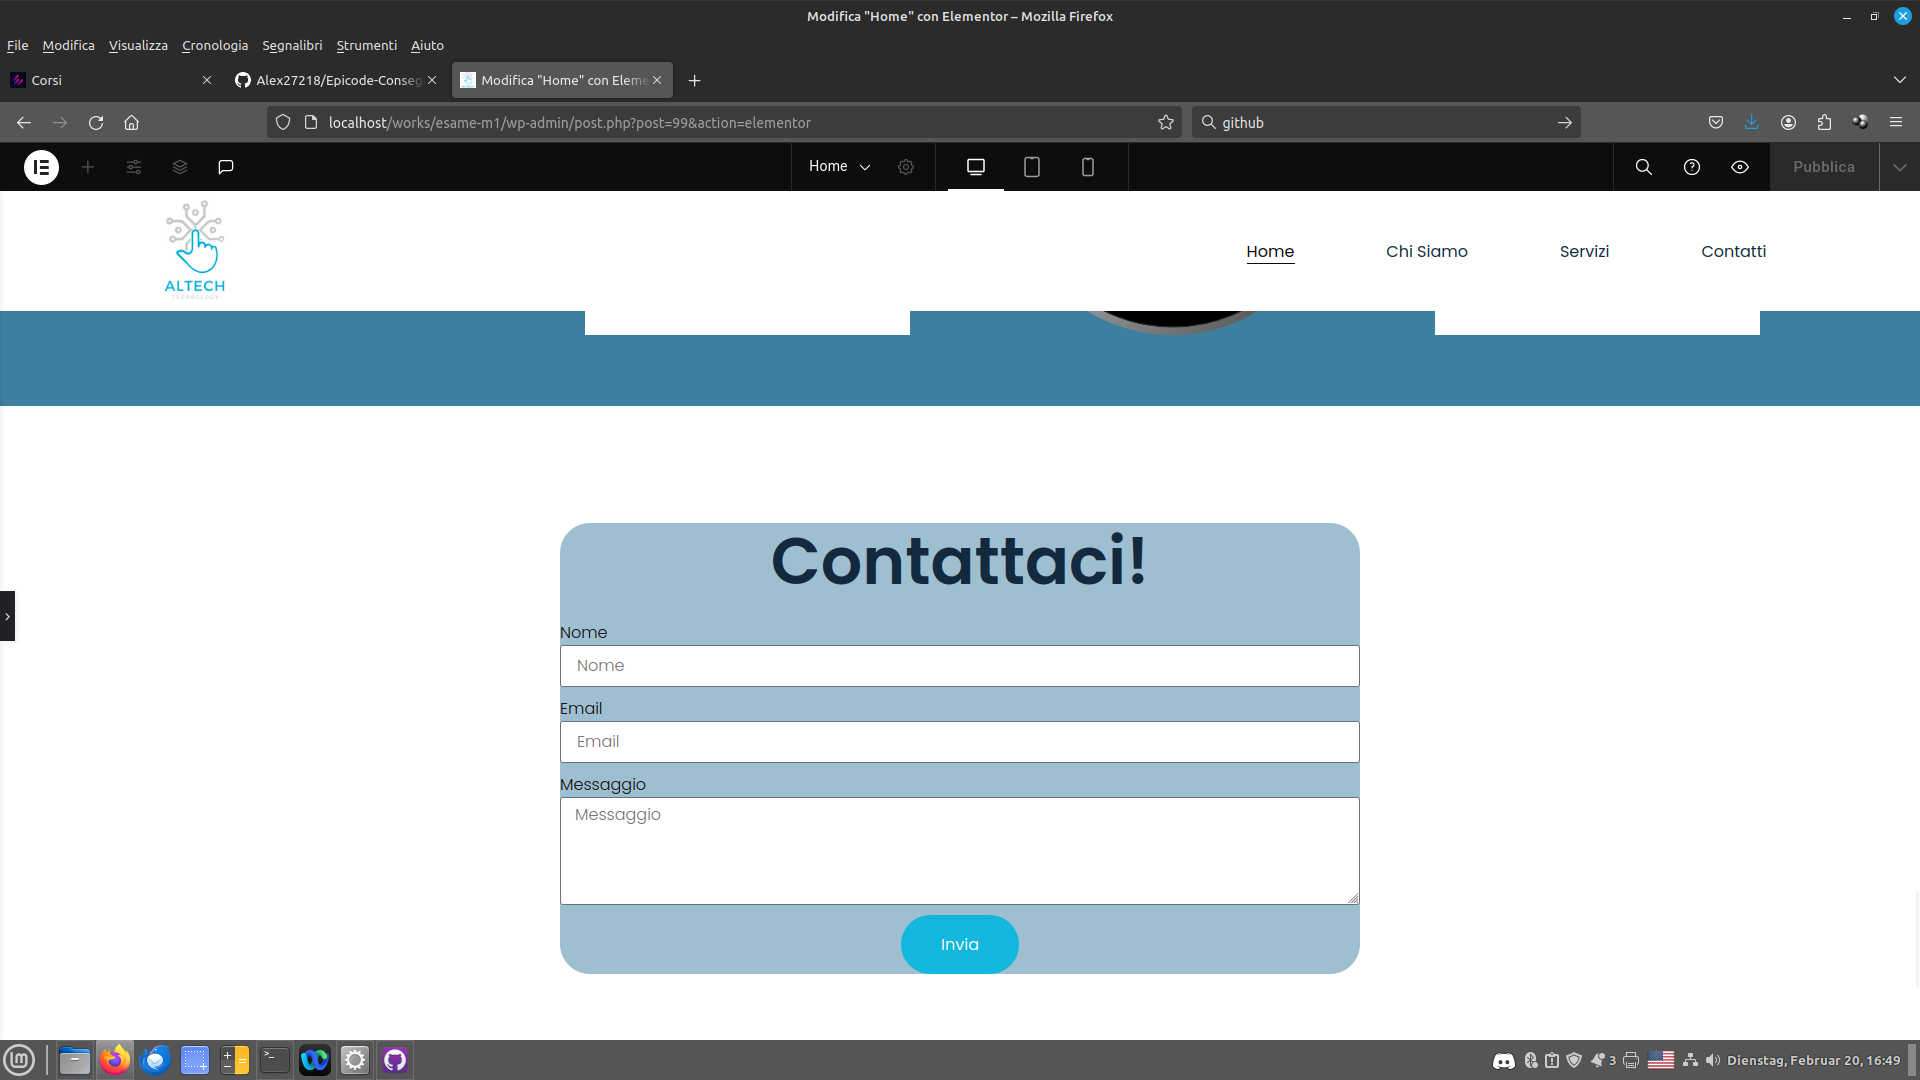 Modifica "Home" con Elementor – Mozilla Firefox
File Modifica Visualizza Cronologia Segnalibri Strumenti Aiuto
Corsi
Alex27218/Epicode-Conseg
Modifica "Home" con Eleme
localhost/works/esame-m1/wp-admin/post.php?post=99&action=elementor
github
Home
Pubblica
ALTECH
TECHNOLOGY
Home Chi Siamo Servizi Contatti
Contattaci!
Nome
Nome
Email
Email
Messaggio
Messaggio
Invia
3
Dienstag, Februar 20, 16:49